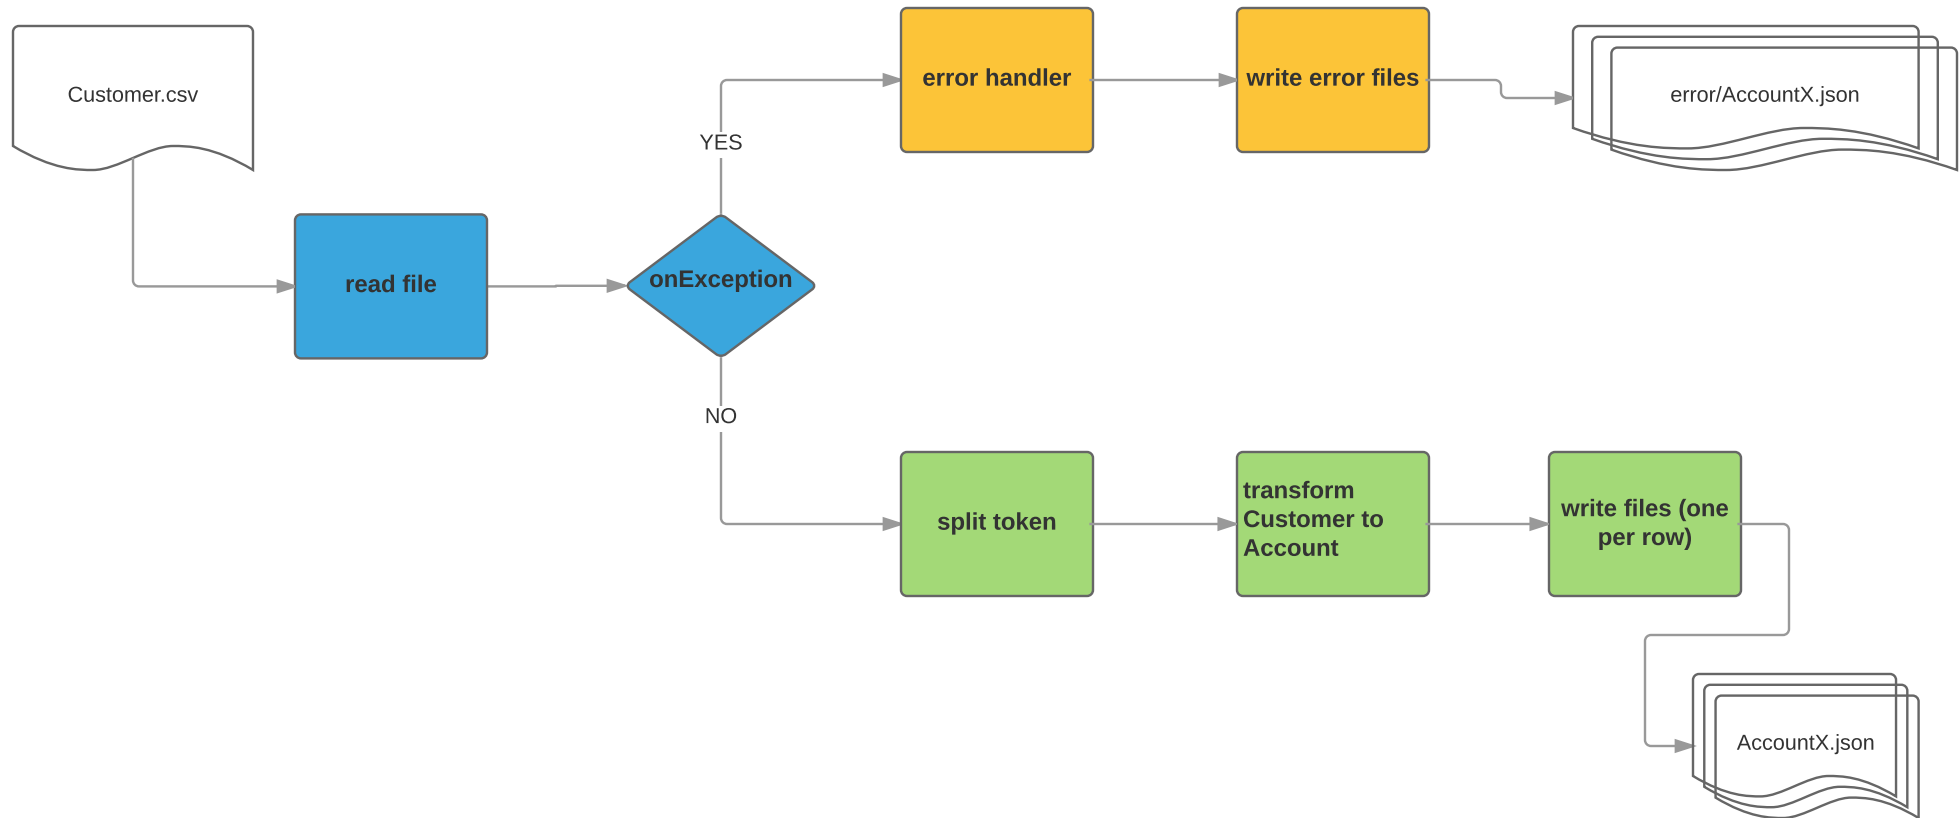 Customer.csv
error handler
write error files
error/AccountX.json
YES
read file
onException
NO
split token
transform
Customer to
Account
write files (one
per row)
AccountX.json